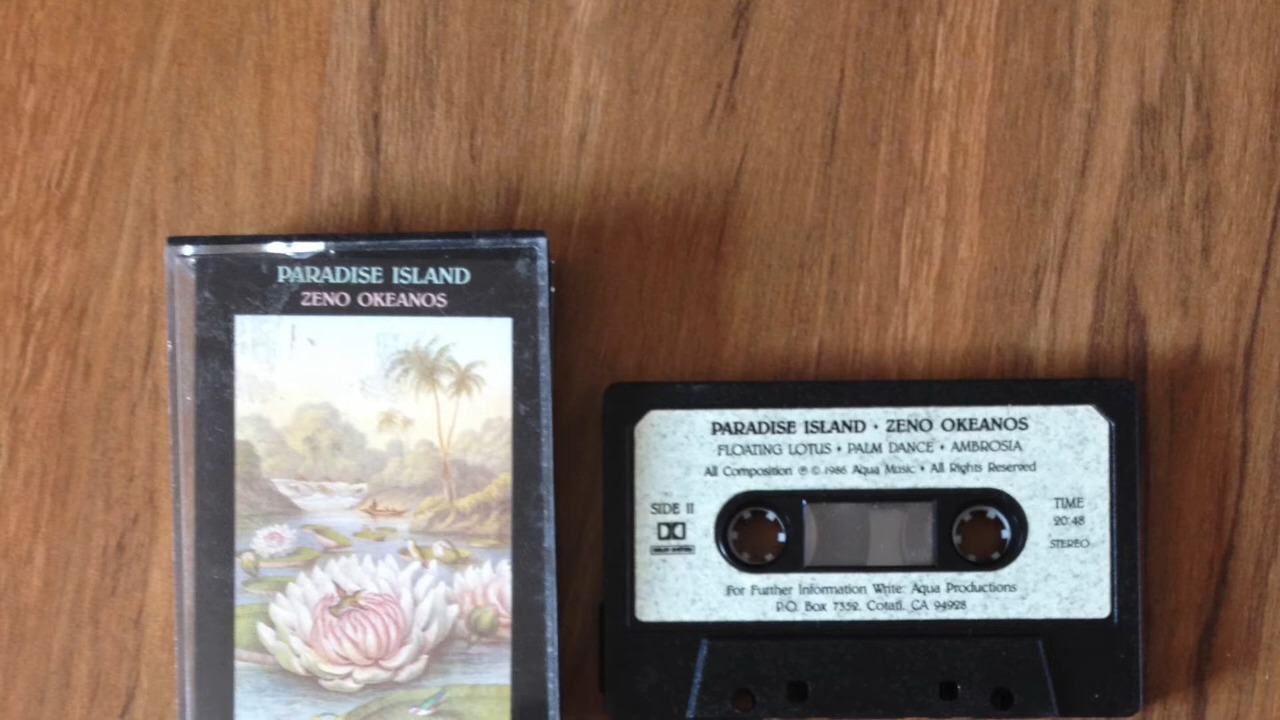 PARADISE ISLAND
ZENO OKEANOS
PARADISE ISLAND • ZENO OKEANOS
FLOATING LOTUS • PALM DANCE • AMBROSIA
All Composition ℗ © 1986 Aqua Music • All Rights Reserved
SIDE II
TIME
20:48
STEREO
For Further Information Write: Aqua Productions
P.O. Box 7352, Cotati, CA 94928